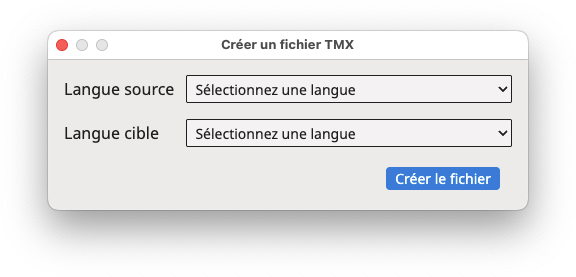 Créer un fichier TMX
Langue source Sélectionnez une langue
Langue cible Sélectionnez une langue
Créer le fichier